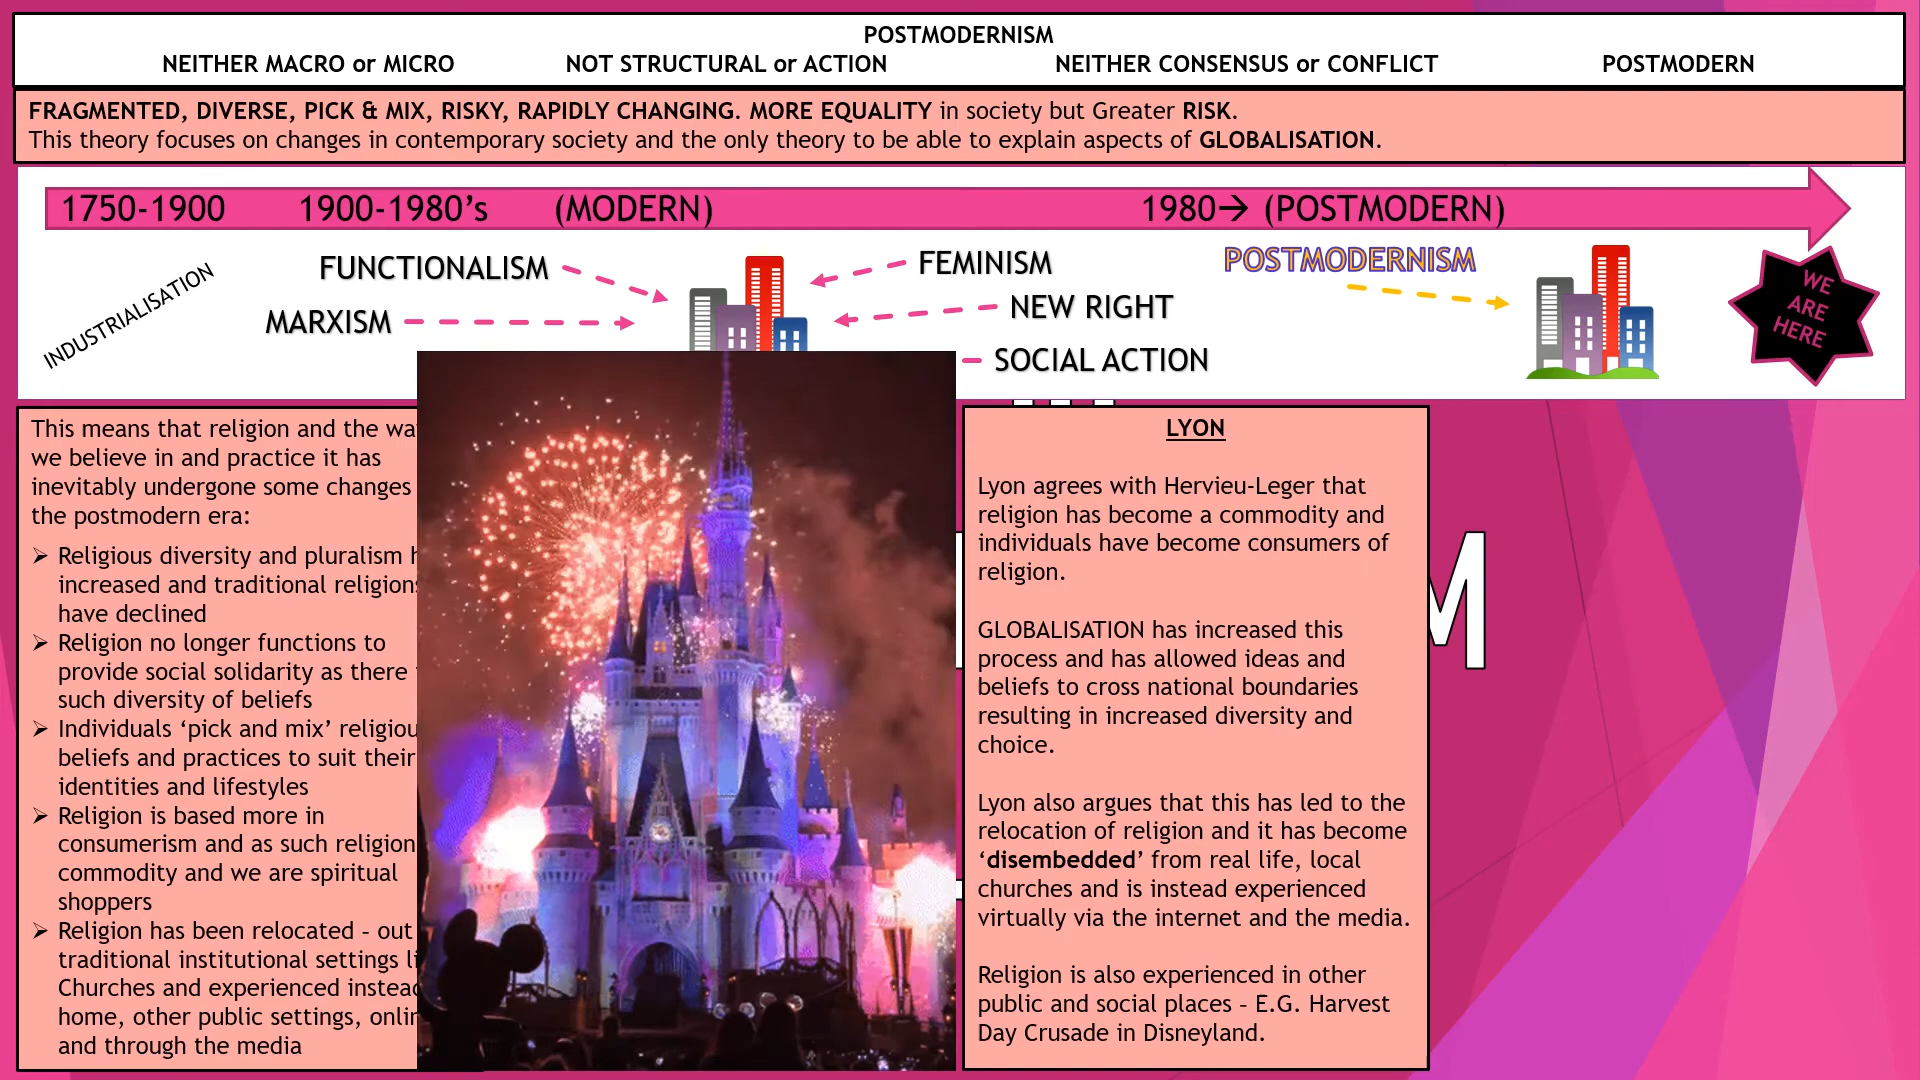 POSTMODERNISM
NEITHER MACRO or MICRO NOT STRUCTURAL or ACTION NEITHER CONSENSUS or CONFLICT POSTMODERN
FRAGMENTED, DIVERSE, PICK & MIX, RISKY, RAPIDLY CHANGING. MORE EQUALITY in society but Greater RISK.
This theory focuses on changes in contemporary society and the only theory to be able to explain aspects of GLOBALISATION.
1750-1900 1900-1980’s (MODERN) 1980→ (POSTMODERN)
INDUSTRIALISATION
FUNCTIONALISM
MARXISM
FEMINISM
NEW RIGHT
SOCIAL ACTION
POSTMODERNISM
WE
ARE
HERE
This means that religion and the
we believe in and practice it has
inevitably undergone some changes
the postmodern era:
➢ Religious diversity and pluralism
increased and traditional religions
have declined
➢ Religion no longer functions to
provide social solidarity as there
such diversity of beliefs
➢ Individuals ‘pick and mix’
beliefs and practices to suit their
identities and lifestyles
➢ Religion is based more in
consumerism and as such religion
commodity and we are spiritual
shoppers
➢ Religion has been relocated – out
traditional institutional settings
Churches and experienced
home, other public settings,
and through the media
LYON
Lyon agrees with Hervieu-Leger that
religion has become a commodity and
individuals have become consumers of
religion.
GLOBALISATION has increased this
process and has allowed ideas and
beliefs to cross national boundaries
resulting in increased diversity and
choice.
Lyon also argues that this has led to the
relocation of religion and it has become
‘disembedded’ from real life, local
churches and is instead experienced
virtually via the internet and the media.
Religion is also experienced in other
public and social places – E.G. Harvest
Day Crusade in Disneyland.
M